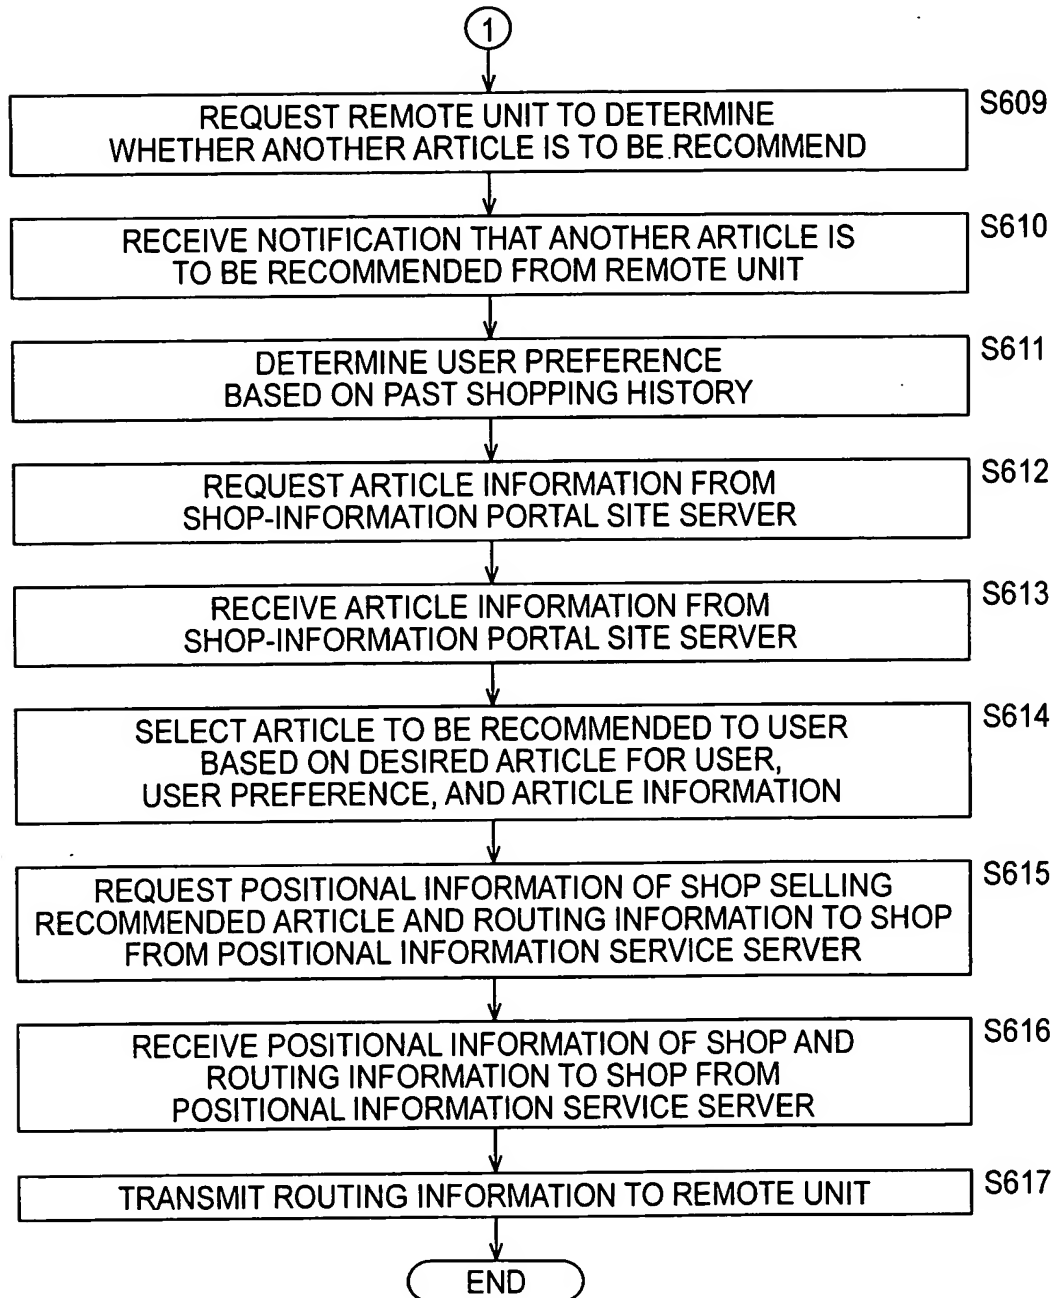 1
REQUEST REMOTE UNIT TO DETERMINE
WHETHER ANOTHER ARTICLE IS TO BE RECOMMEND
S609
RECEIVE NOTIFICATION THAT ANOTHER ARTICLE IS
TO BE RECOMMENDED FROM REMOTE UNIT
S610
DETERMINE USER PREFERENCE
BASED ON PAST SHOPPING HISTORY
S611
REQUEST ARTICLE INFORMATION FROM
SHOP-INFORMATION PORTAL SITE SERVER
S612
RECEIVE ARTICLE INFORMATION FROM
SHOP-INFORMATION PORTAL SITE SERVER
S613
SELECT ARTICLE TO BE RECOMMENDED TO USER
BASED ON DESIRED ARTICLE FOR USER,
USER PREFERENCE, AND ARTICLE INFORMATION
S614
REQUEST POSITIONAL INFORMATION OF SHOP SELLING
RECOMMENDED ARTICLE AND ROUTING INFORMATION TO SHOP
FROM POSITIONAL INFORMATION SERVICE SERVER
S615
RECEIVE POSITIONAL INFORMATION OF SHOP AND
ROUTING INFORMATION TO SHOP FROM
POSITIONAL INFORMATION SERVICE SERVER
S616
TRANSMIT ROUTING INFORMATION TO REMOTE UNIT
S617
END